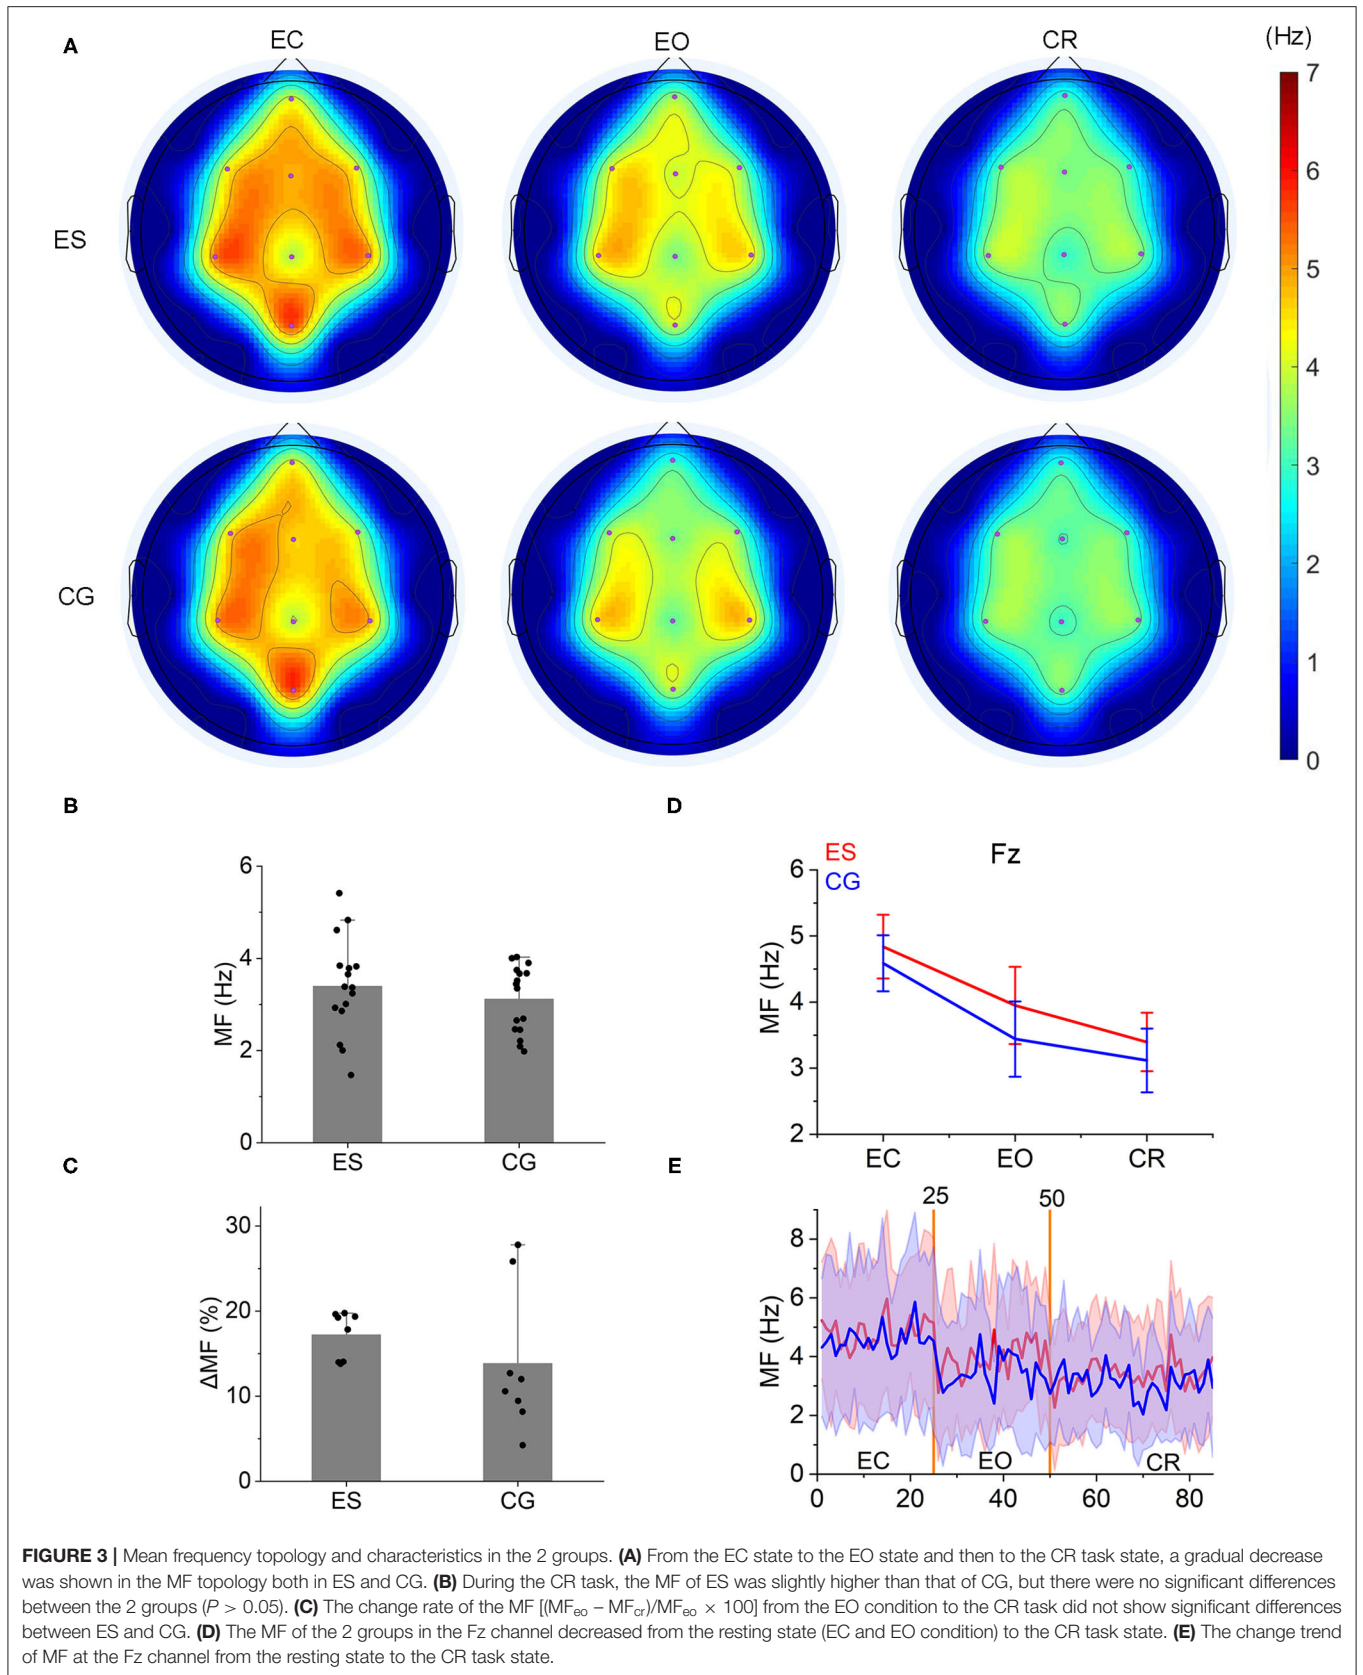 A
EC
EO
CR
(Hz)
7
6
5
4
3
2
1
0
ES
CG
B
MF (Hz)
6
4
2
0
ES
CG
D
ES
CG
Fz
MF (Hz)
6
5
4
3
2
EC
EO
CR
C
ΔMF (%)
30
20
10
0
ES
CG
E
25
50
MF (Hz)
8
6
4
2
0
EC
EO
CR
0
20
40
60
80
FIGURE 3 | Mean frequency topology and characteristics in the 2 groups. (A) From the EC state to the EO state and then to the CR task state, a gradual decrease
was shown in the MF topology both in ES and CG. (B) During the CR task, the MF of ES was slightly higher than that of CG, but there were no significant differences
between the 2 groups (P > 0.05). (C) The change rate of the MF [(MFeo – MFcr)/MFeo × 100] from the EO condition to the CR task did not show significant differences
between ES and CG. (D) The MF of the 2 groups in the Fz channel decreased from the resting state (EC and EO condition) to the CR task state. (E) The change trend
of MF at the Fz channel from the resting state to the CR task state.